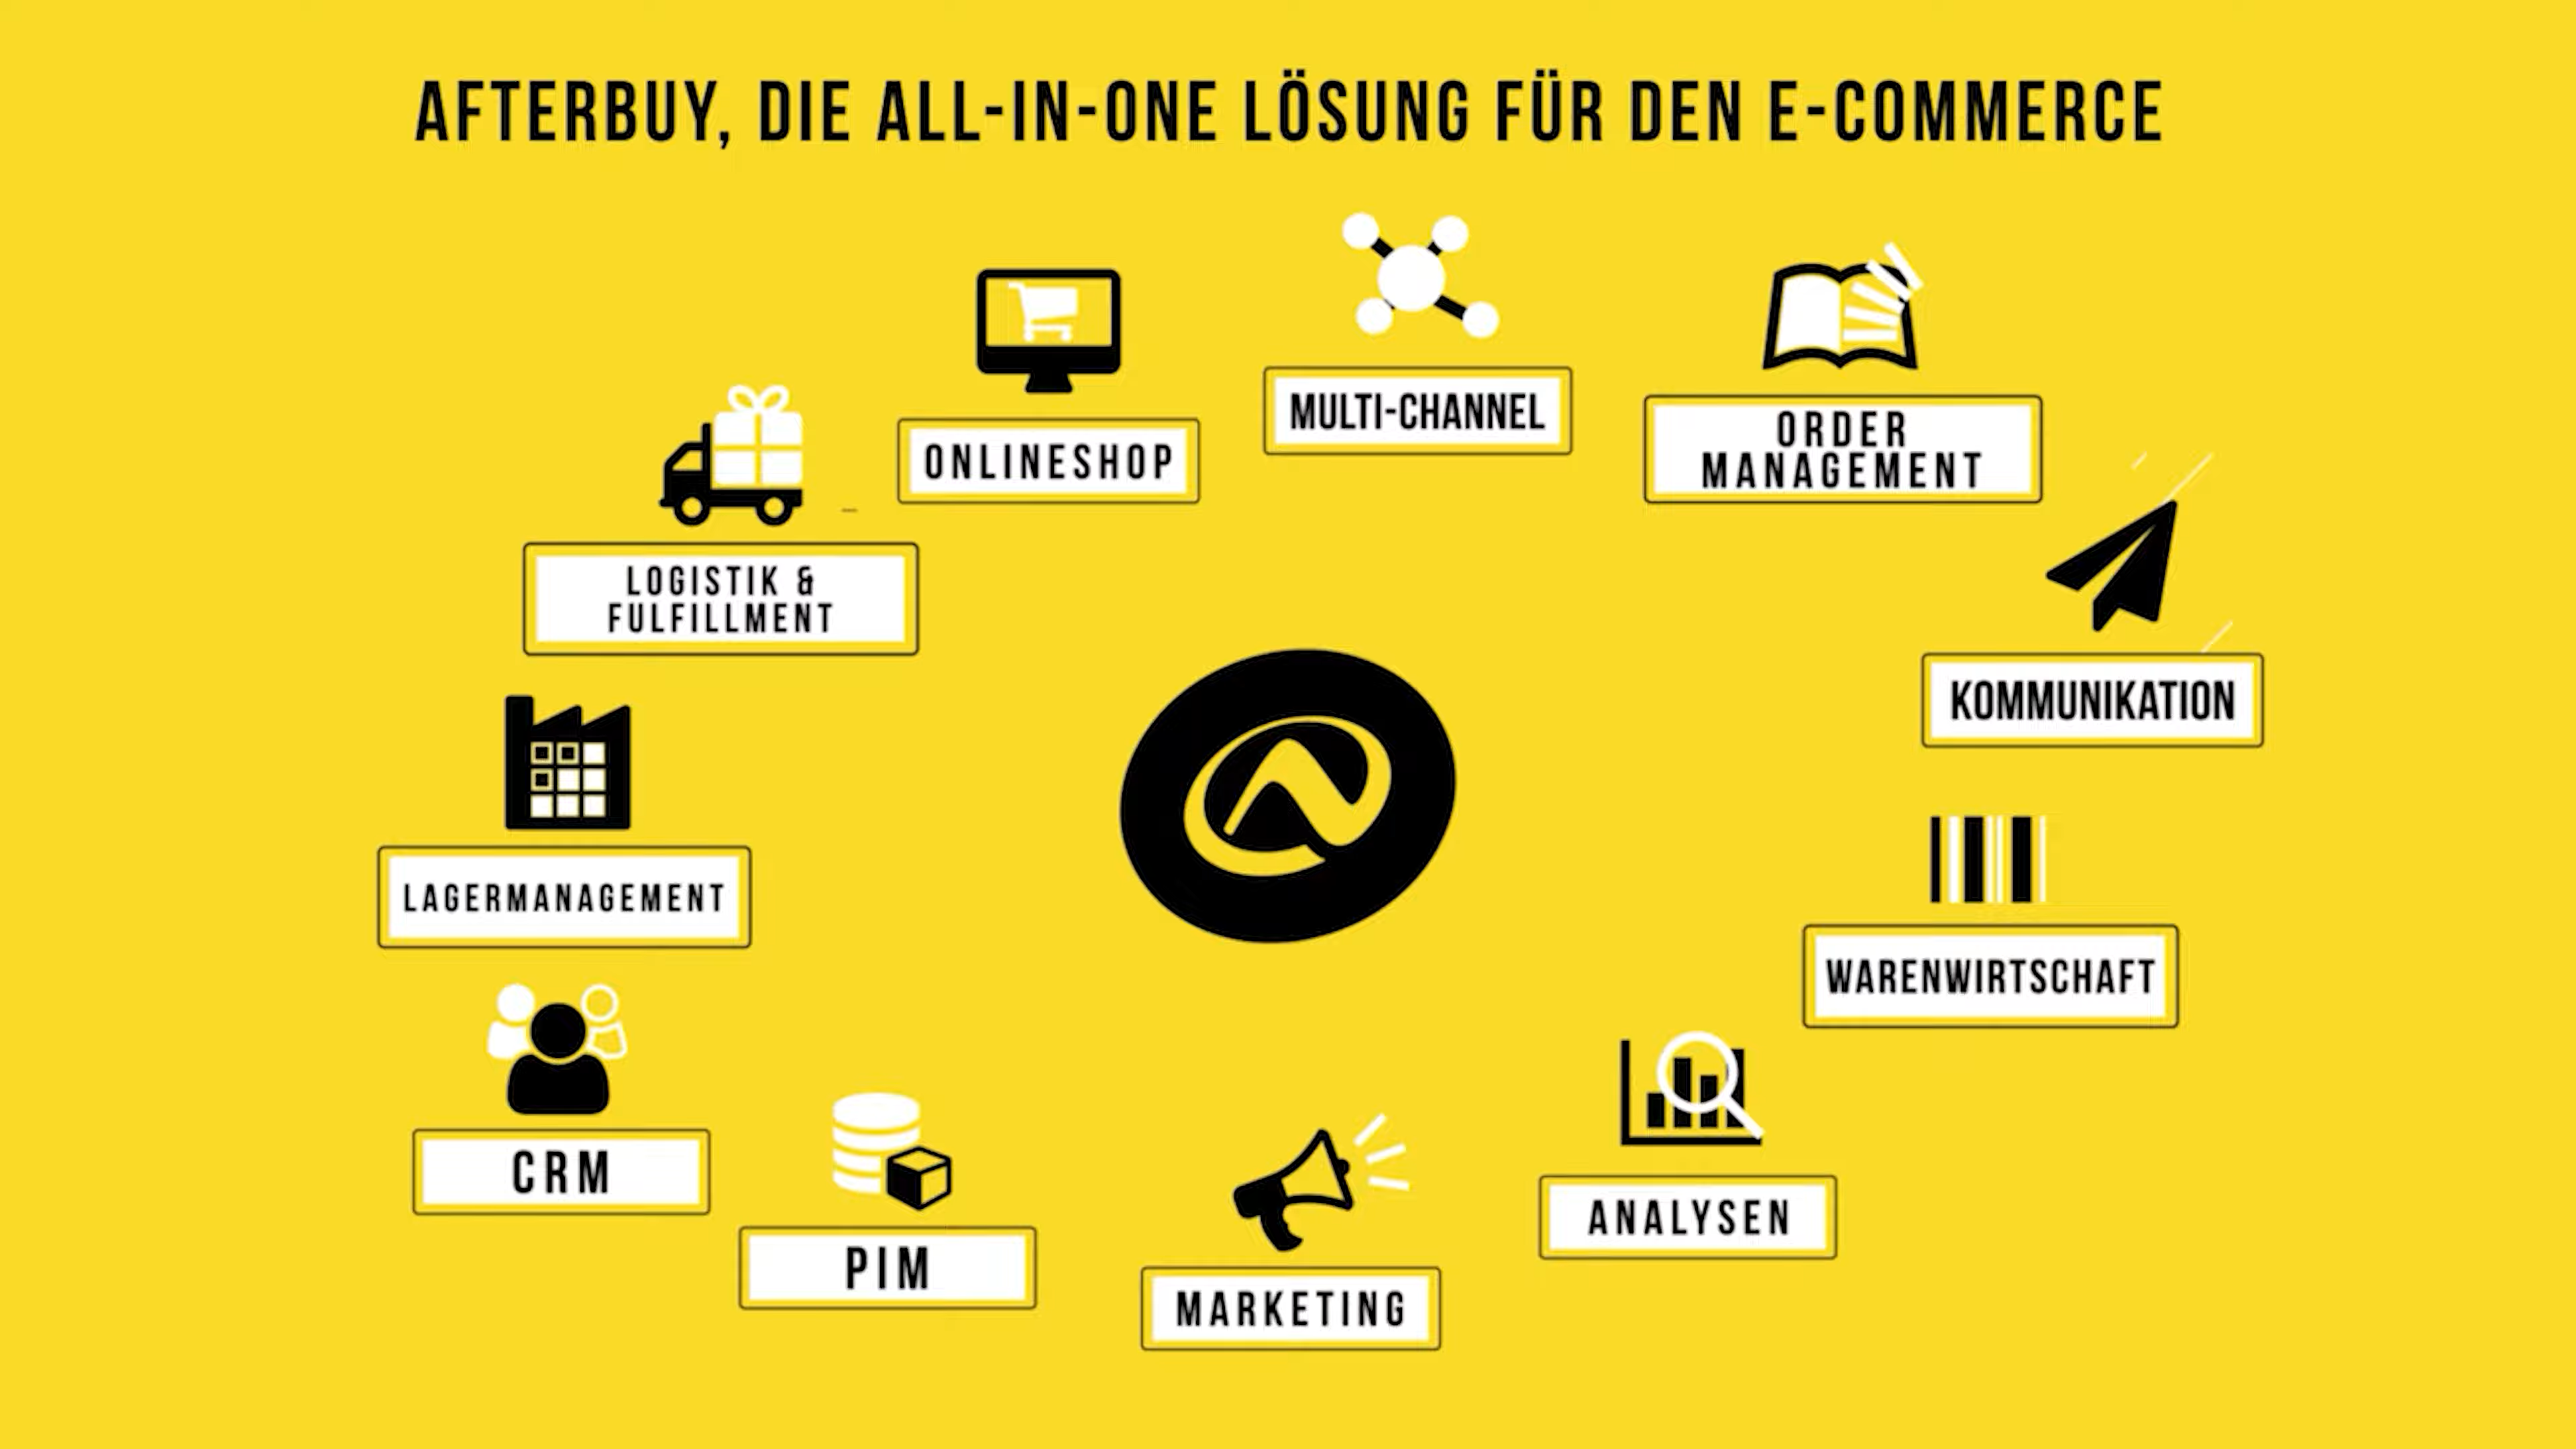 AFTERBUY, DIE ALL-IN-ONE LÖSUNG FÜR DEN E-COMMERCE
MULTI-CHANNEL
ONLINESHOP
ORDER
MANAGEMENT
LOGISTIK &
FULFILLMENT
KOMMUNIKATION
LAGERMANAGEMENT
WARENWIRTSCHAFT
CRM
ANALYSEN
PIM
MARKETING